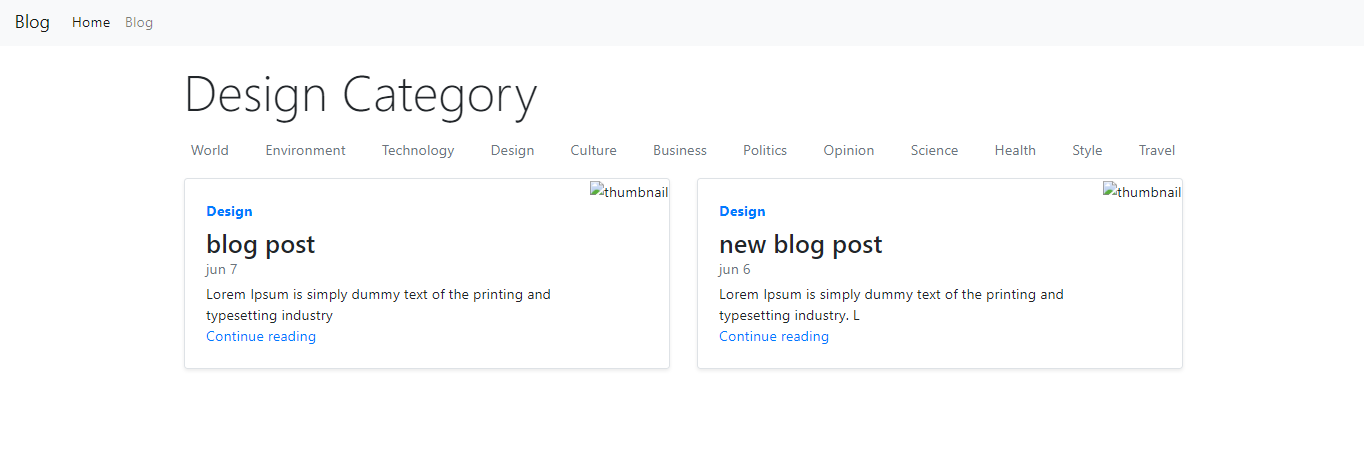 Blog Home Blog
Design Category
World Environment Technology Design Culture Business Politics Opinion Science Health Style Travel
thumbnail
Design
blog post
jun 7
Lorem Ipsum is simply dummy text of the printing and
typesetting industry
Continue reading
thumbnail
Design
new blog post
jun 6
Lorem Ipsum is simply dummy text of the printing and
typesetting industry. L
Continue reading